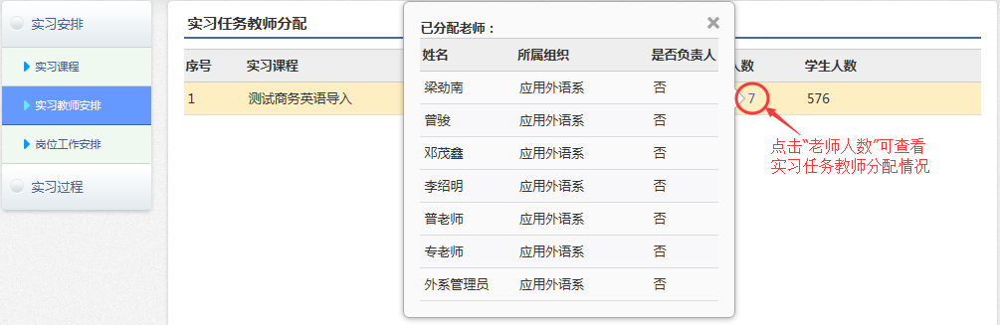 实习安排
实习课程
实习教师安排
岗位工作安排
实习过程
实习任务教师分配
序号 实习课程 人数 学生人数
1 测试商务英语导入 7 576
已分配老师：
姓名 所属组织 是否负责人
梁劲南 应用外语系 否
曾骏 应用外语系 否
邓茂鑫 应用外语系 否
李绍明 应用外语系 否
普老师 应用外语系 否
专老师 应用外语系 否
外系管理员 应用外语系 否
点击“老师人数”可查看
实习任务教师分配情况